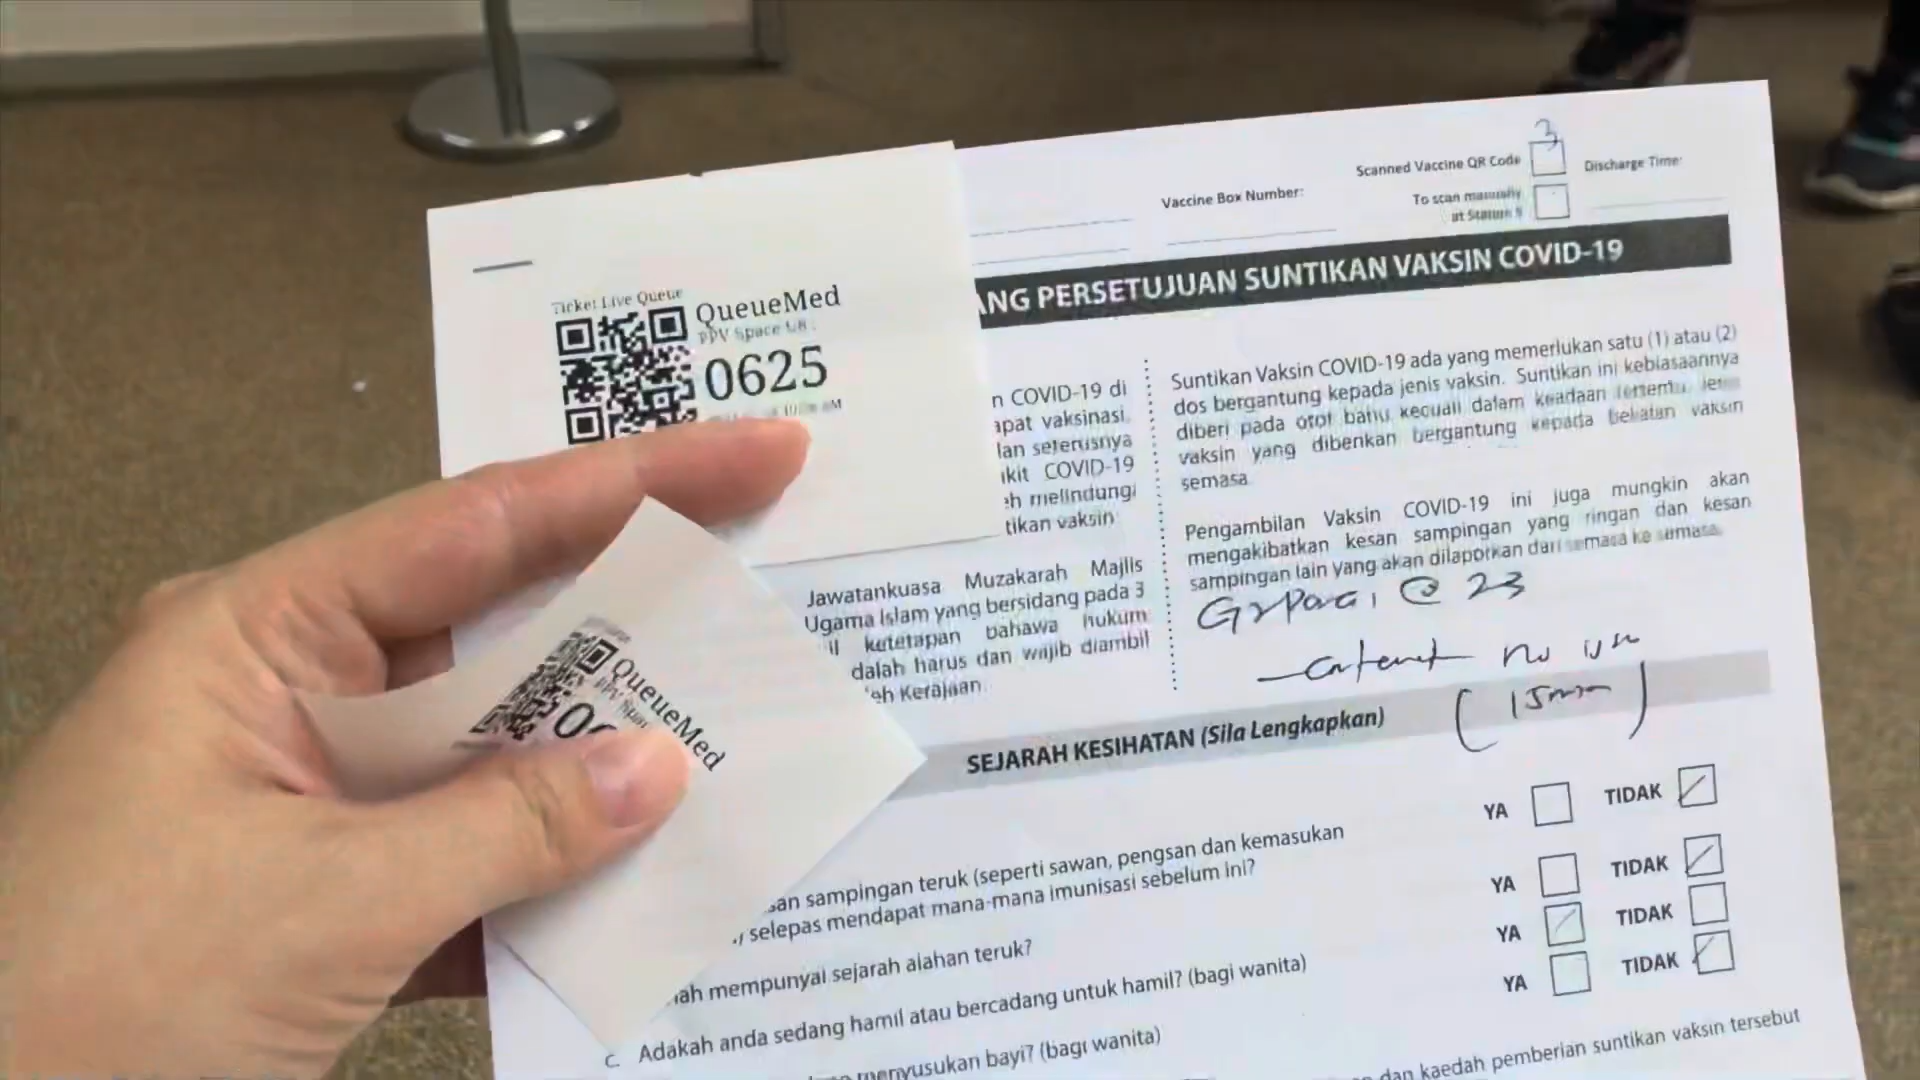 Scanned Vaccine QR Code
3
Discharge Time:
Vaccine Box Number:
To scan manually
at Station
ANG PERSETUJUAN SUNTIKAN VAKSIN COVID-19
Ticket Live Queue
QueueMed
PPV Space U8
0625
n COVID-19 di
apat vaksinasi.
lan seterusnya
kit COVID-19
eh melindungi
tikan vaksin
Jawatankuasa Muzakarah Majlis
Ugama Islam yang bersidang pada 3
il ketetapan bahawa hukum
dalah harus dan wajib diambil
eh Kerajaan.
Suntikan Vaksin COVID-19 ada yang memerlukan satu (1) atau (2)
dos bergantung kepada jenis vaksin. Suntikan ini kebiasaannya
diberi pada otot bahu kecuali dalam keadaan tertentu, jenis
vaksin yang diberikan bergantung kepada bekalan vaksin
semasa.
Pengambilan Vaksin COVID-19 ini juga mungkin akan
mengakibatkan kesan sampingan yang ringan dan kesan
sampingan lain yang akan dilaporkan dari semasa ke semasa.
@ 23
no
(15min)
QueueMed
PPV Spac
SEJARAH KESIHATAN (Sila Lengkapkan)
YA TIDAK
san sampingan teruk (seperti sawan, pengsan dan kemasukan
selepas mendapat mana-mana imunisasi sebelum ini?
YA TIDAK
ah mempunyai sejarah alahan teruk?
YA TIDAK
c. Adakah anda sedang hamil atau bercadang untuk hamil? (bagi wanita)
YA TIDAK
menyusukan bayi? (bagi wanita)
dan kaedah pemberian suntikan vaksin tersebut